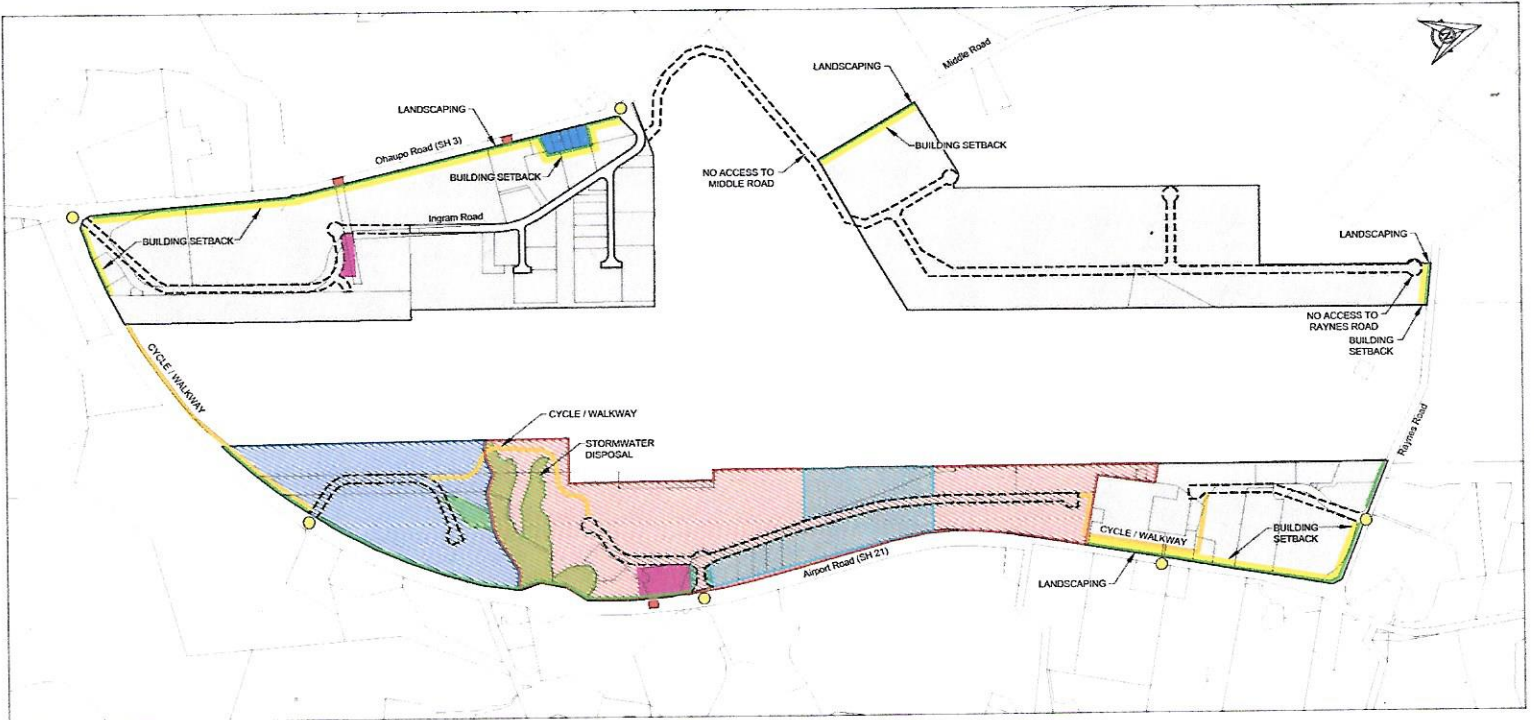 Middle Road
LANDSCAPING
LANDSCAPING
Ohaupo Road (SH 3)
BUILDING SETBACK
BUILDING SETBACK
NO ACCESS TO
MIDDLE ROAD
Ingram Road
BUILDING SETBACK
LANDSCAPING
NO ACCESS TO
RAYNES ROAD
BUILDING
SETBACK
CYCLE / WALKWAY
CYCLE / WALKWAY
STORMWATER
DISPOSAL
Raynes Road
CYCLE / WALKWAY
BUILDING
SETBACK
Airport Road (SH 21)
LANDSCAPING